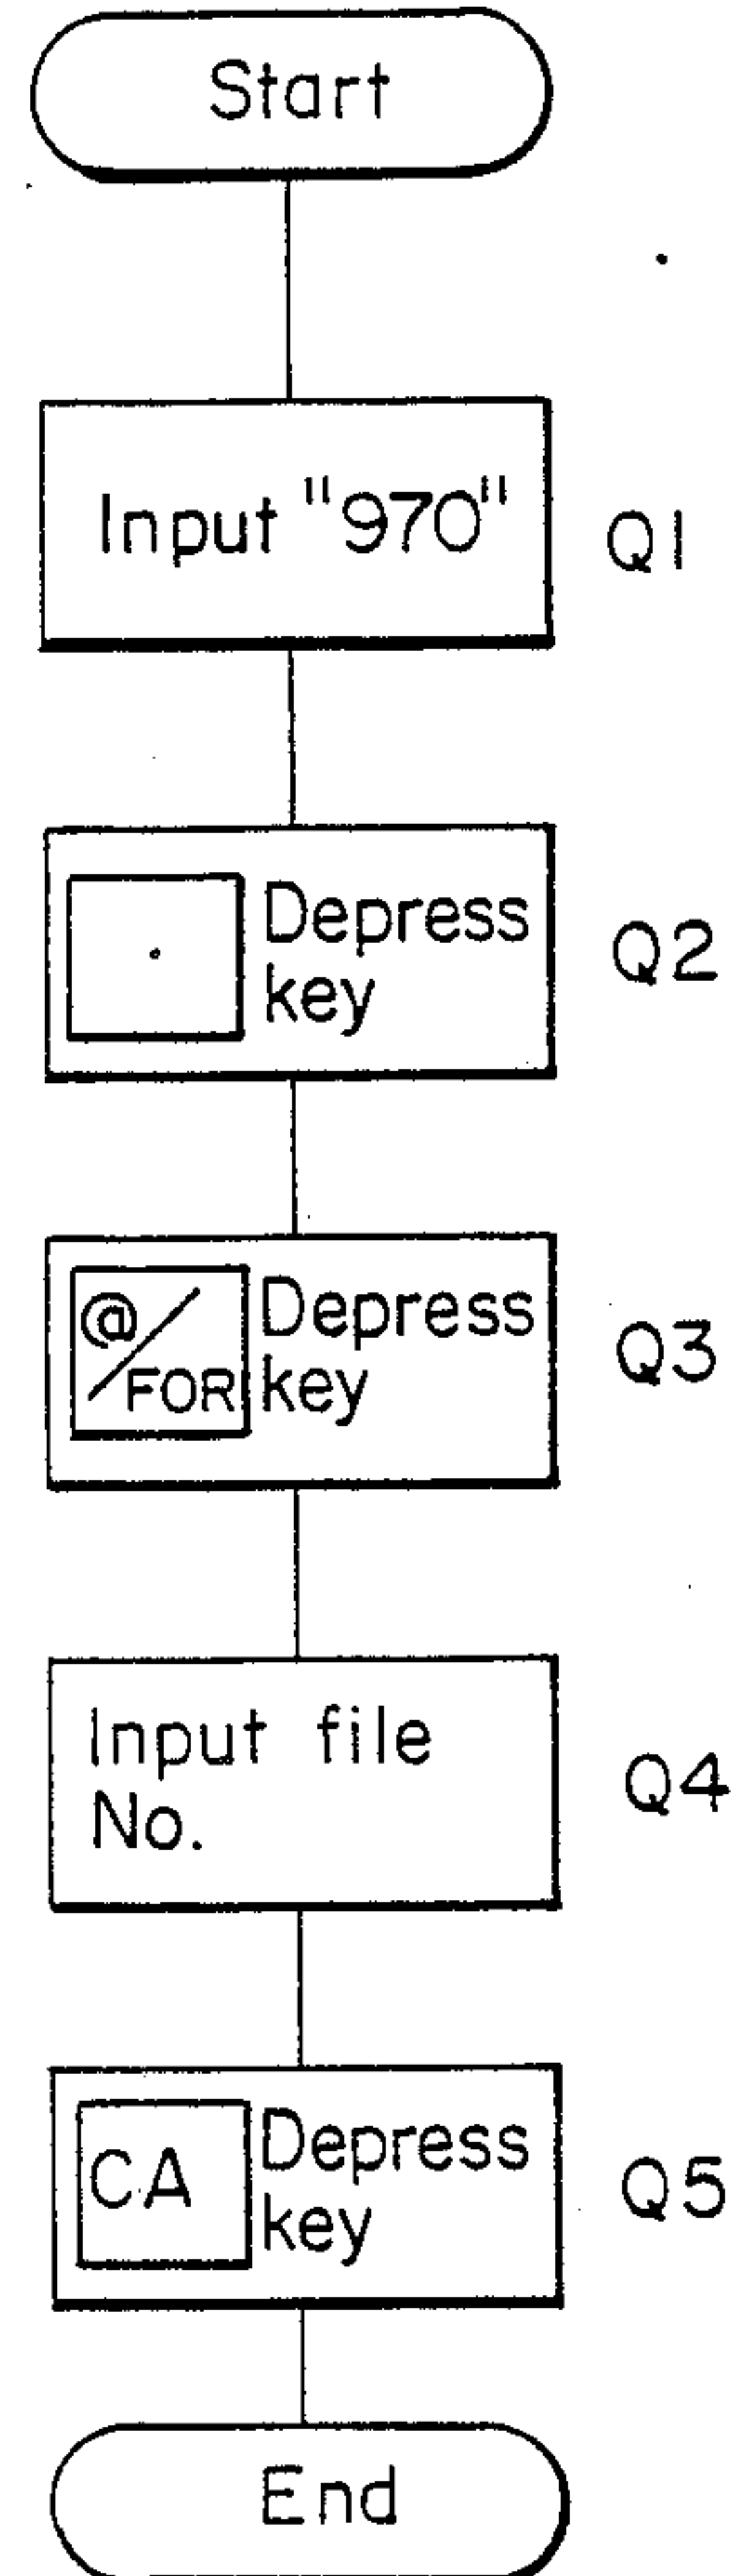 Start
Input "970"
Q1
. Depress
key
Q2
@/FOR Depress
key
Q3
Input file
No.
Q4
CA Depress
key
Q5
End